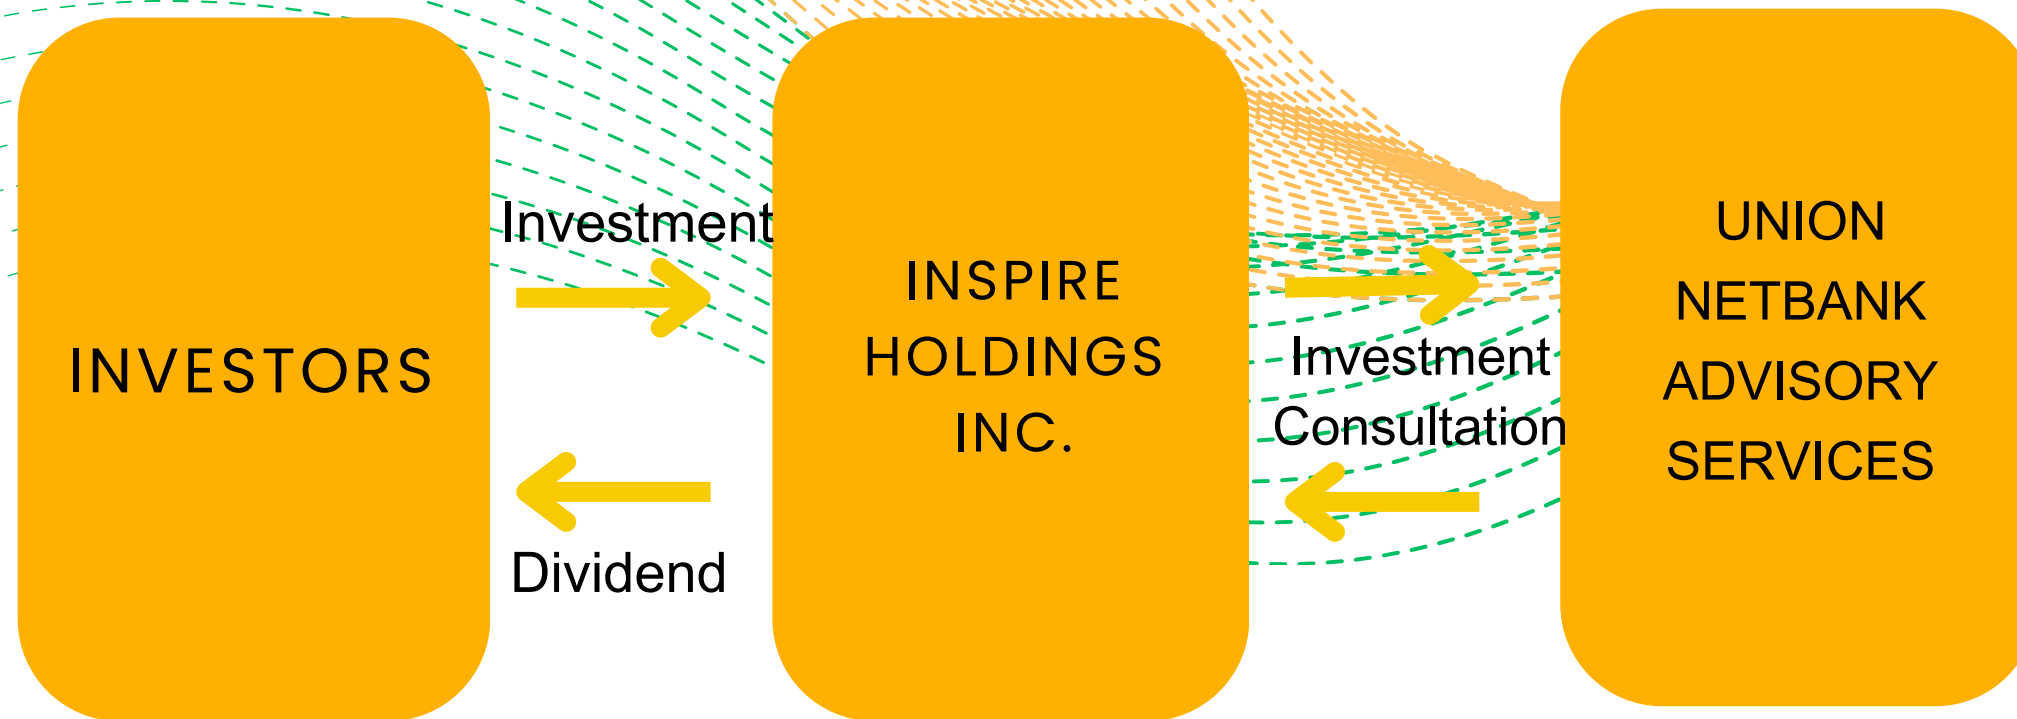 INVESTORS
Investment
Dividend
INSPIRE
HOLDINGS
INC.
Investment
Consultation
UNION
NETBANK
ADVISORY
SERVICES